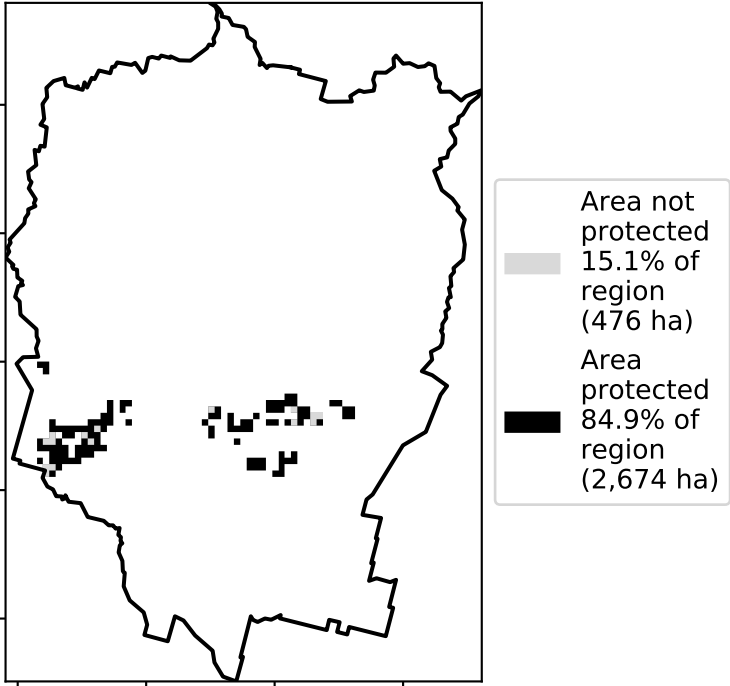 Area not
protected
15.1% of
region
(476 ha)
Area
protected
84.9% of
region
(2,674 ha)